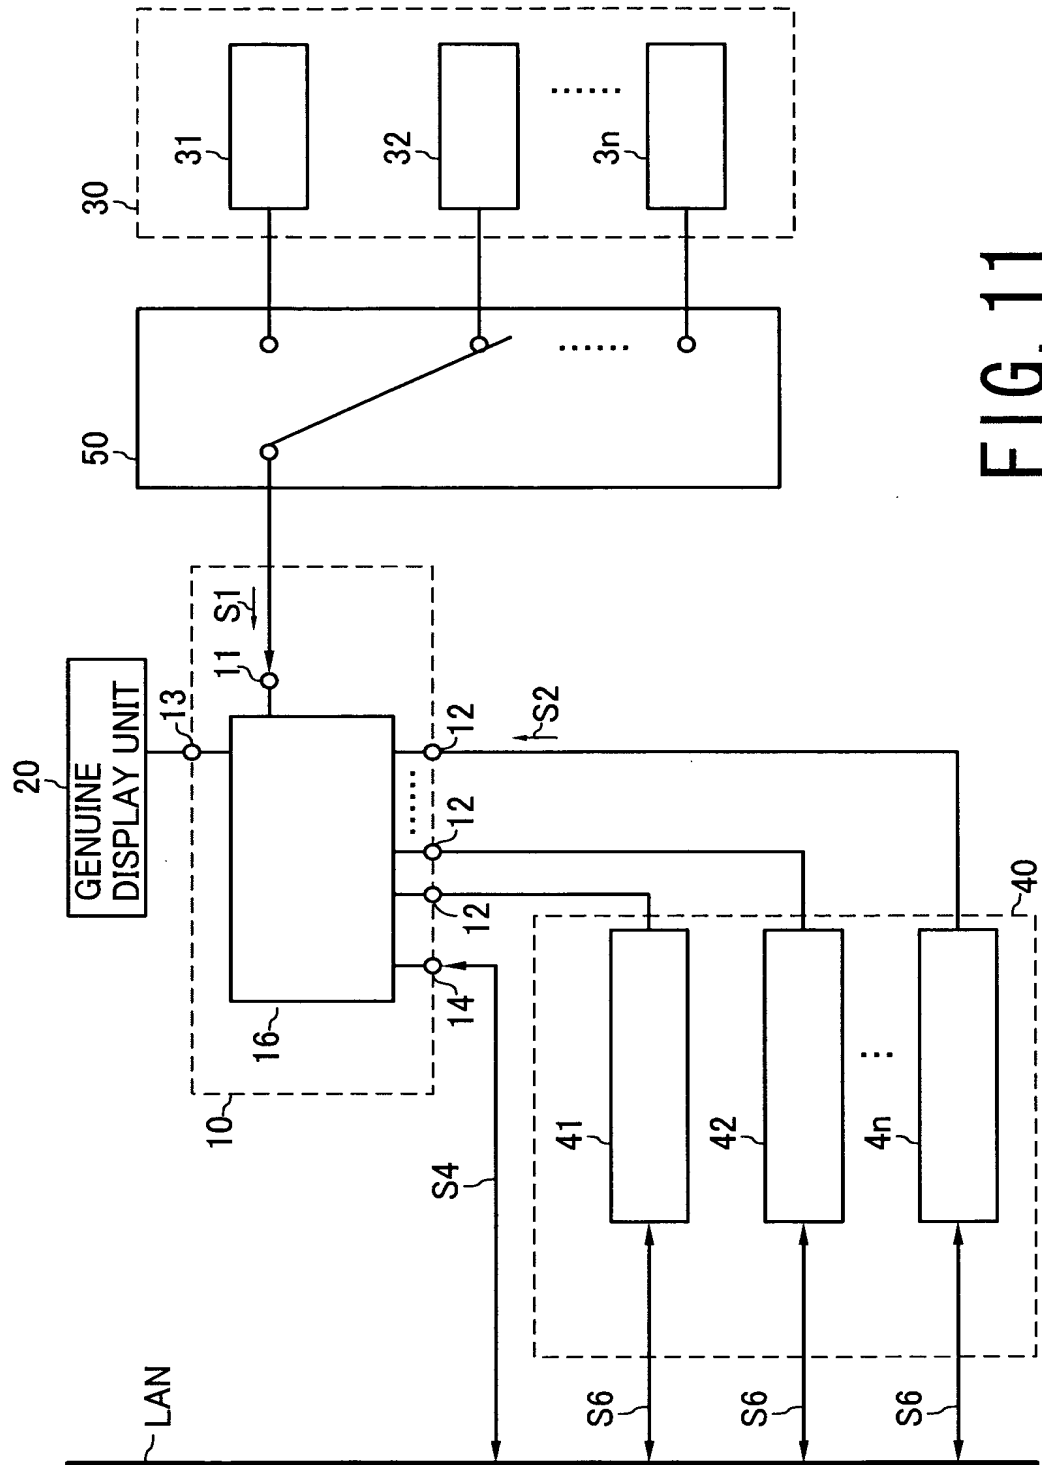 30
31
32
3n
50
20
GENUINE
DISPLAY UNIT
13
S1
11
S2
12
12
12
14
16
10
S4
40
41
42
4n
S6
S6
S6
LAN
FIG. 11